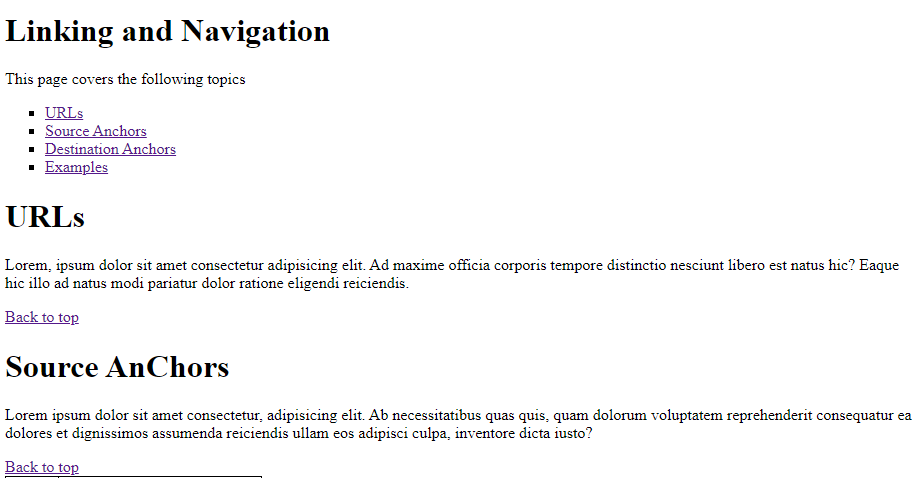 Linking and Navigation
This page covers the following topics
URLs
Source Anchors
Destination Anchors
Examples
URLs
Lorem, ipsum dolor sit amet consectetur adipisicing elit. Ad maxime officia corporis tempore distinctio nesciunt libero est natus hic? Eaque
hic illo ad natus modi pariatur dolor ratione eligendi reiciendis.
Back to top
Source AnChors
Lorem ipsum dolor sit amet consectetur, adipisicing elit. Ab necessitatibus quas quis, quam dolorum voluptatem reprehenderit consequatur ea
dolores et dignissimos assumenda reiciendis ullam eos adipisci culpa, inventore dicta iusto?
Back to top